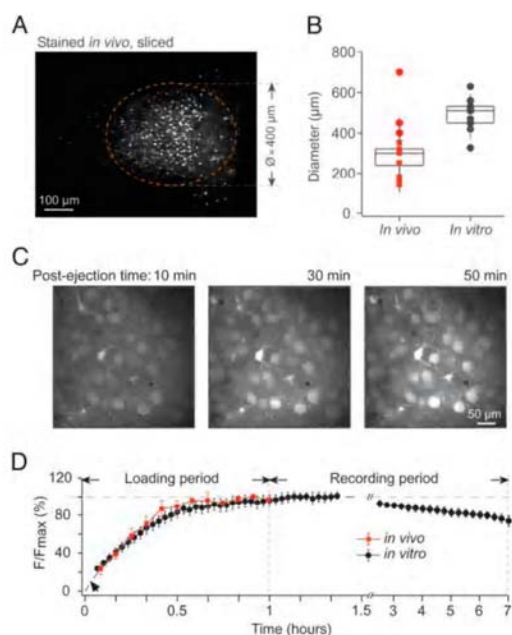 A
Stained in vivo, sliced
Ø ≈ 400 µm
100 µm
B
Diameter (µm)
800
600
400
200
0
In vivo
In vitro
C
Post-ejection time: 10 min
30 min
50 min
50 µm
D
Loading period
Recording period
F/Fmax (%)
120
80
40
0
in vivo
in vitro
0
0.5
1
1.5
3
4
5
6
7
Time (hours)